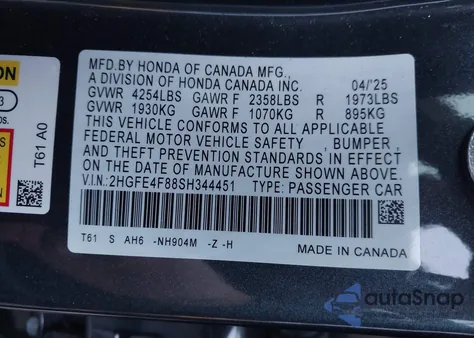 MFD.BY HONDA OF CANADA MFG.,
A DIVISION OF HONDA CANADA INC. 04/'25
GVWR 4254LBS GAWR F 2358LBS R 1973LBS
GVWR 1930KG GAWR F 1070KG R 895KG
THIS VEHICLE CONFORMS TO ALL APPLICABLE
FEDERAL MOTOR VEHICLE SAFETY , BUMPER ,
AND THEFT PREVENTION STANDARDS IN EFFECT
ON THE DATE OF MANUFACTURE SHOWN ABOVE.
V.I.N.: 2HGFE4F88SH344451 TYPE: PASSENGER CAR
T61 S AH6 -NH904M -Z -H
MADE IN CANADA
ON
3
T61 A0
autoSnap